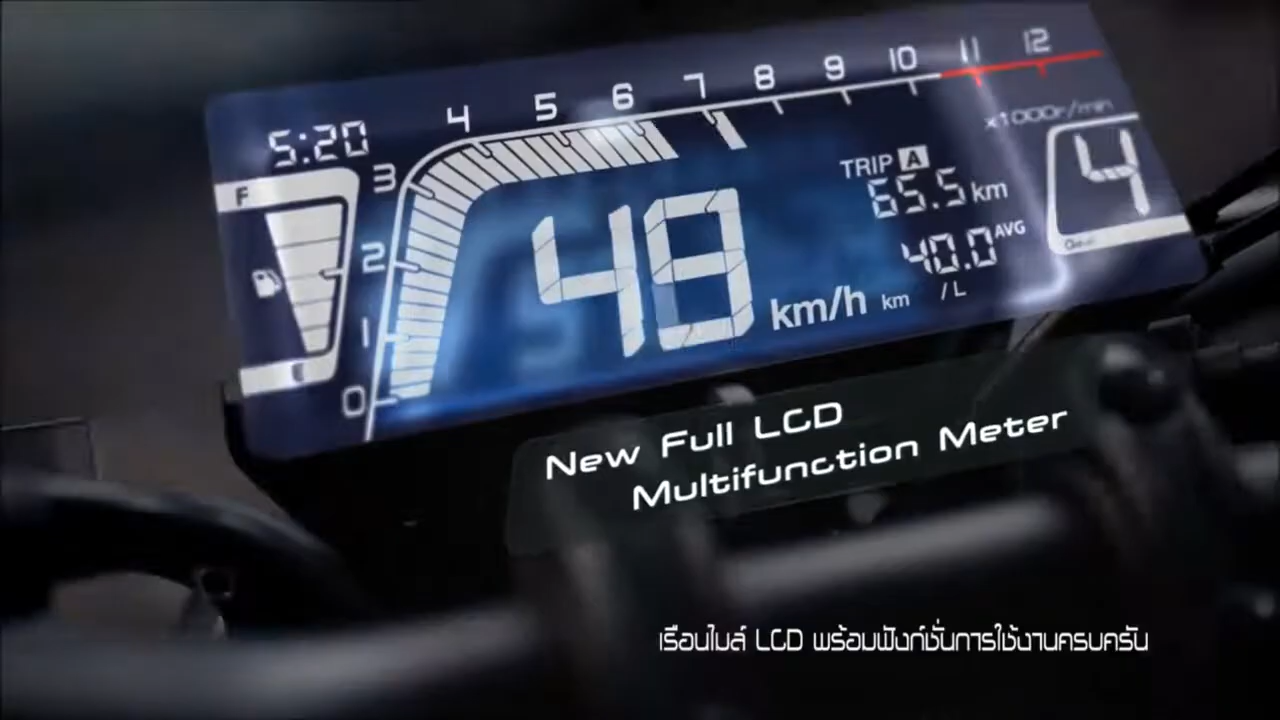 4 5 6 7 8 9 10 11 12
5:20
x1000r/min
F
3
TRIP A
65.5 km
4
2
49 km/h
40.0 AVG
km /L
1
0
New Full LCD
Multifunction Meter
เรือนไมล์ LCD พร้อมฟังก์ชั่นการใช้งานครบครัน